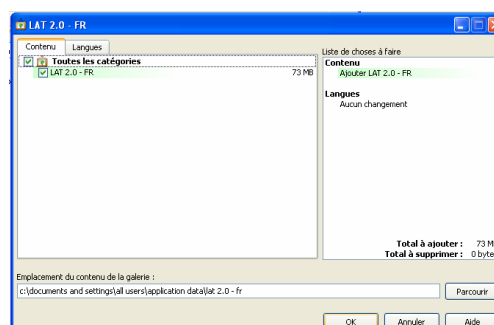 LAT 2.0 - FR
Contenu Langues
Toutes les catégories
LAT 2.0 - FR 73 MB
Liste de choses à faire
Contenu
Ajouter LAT 2.0 - FR
Langues
Aucun changement
Total à ajouter : 73 M
Total à supprimer : 0 byte
Emplacement du contenu de la galerie :
c:\documents and settings\all users\application data\lat 2.0 - fr Parcourir
OK Annuler Aide